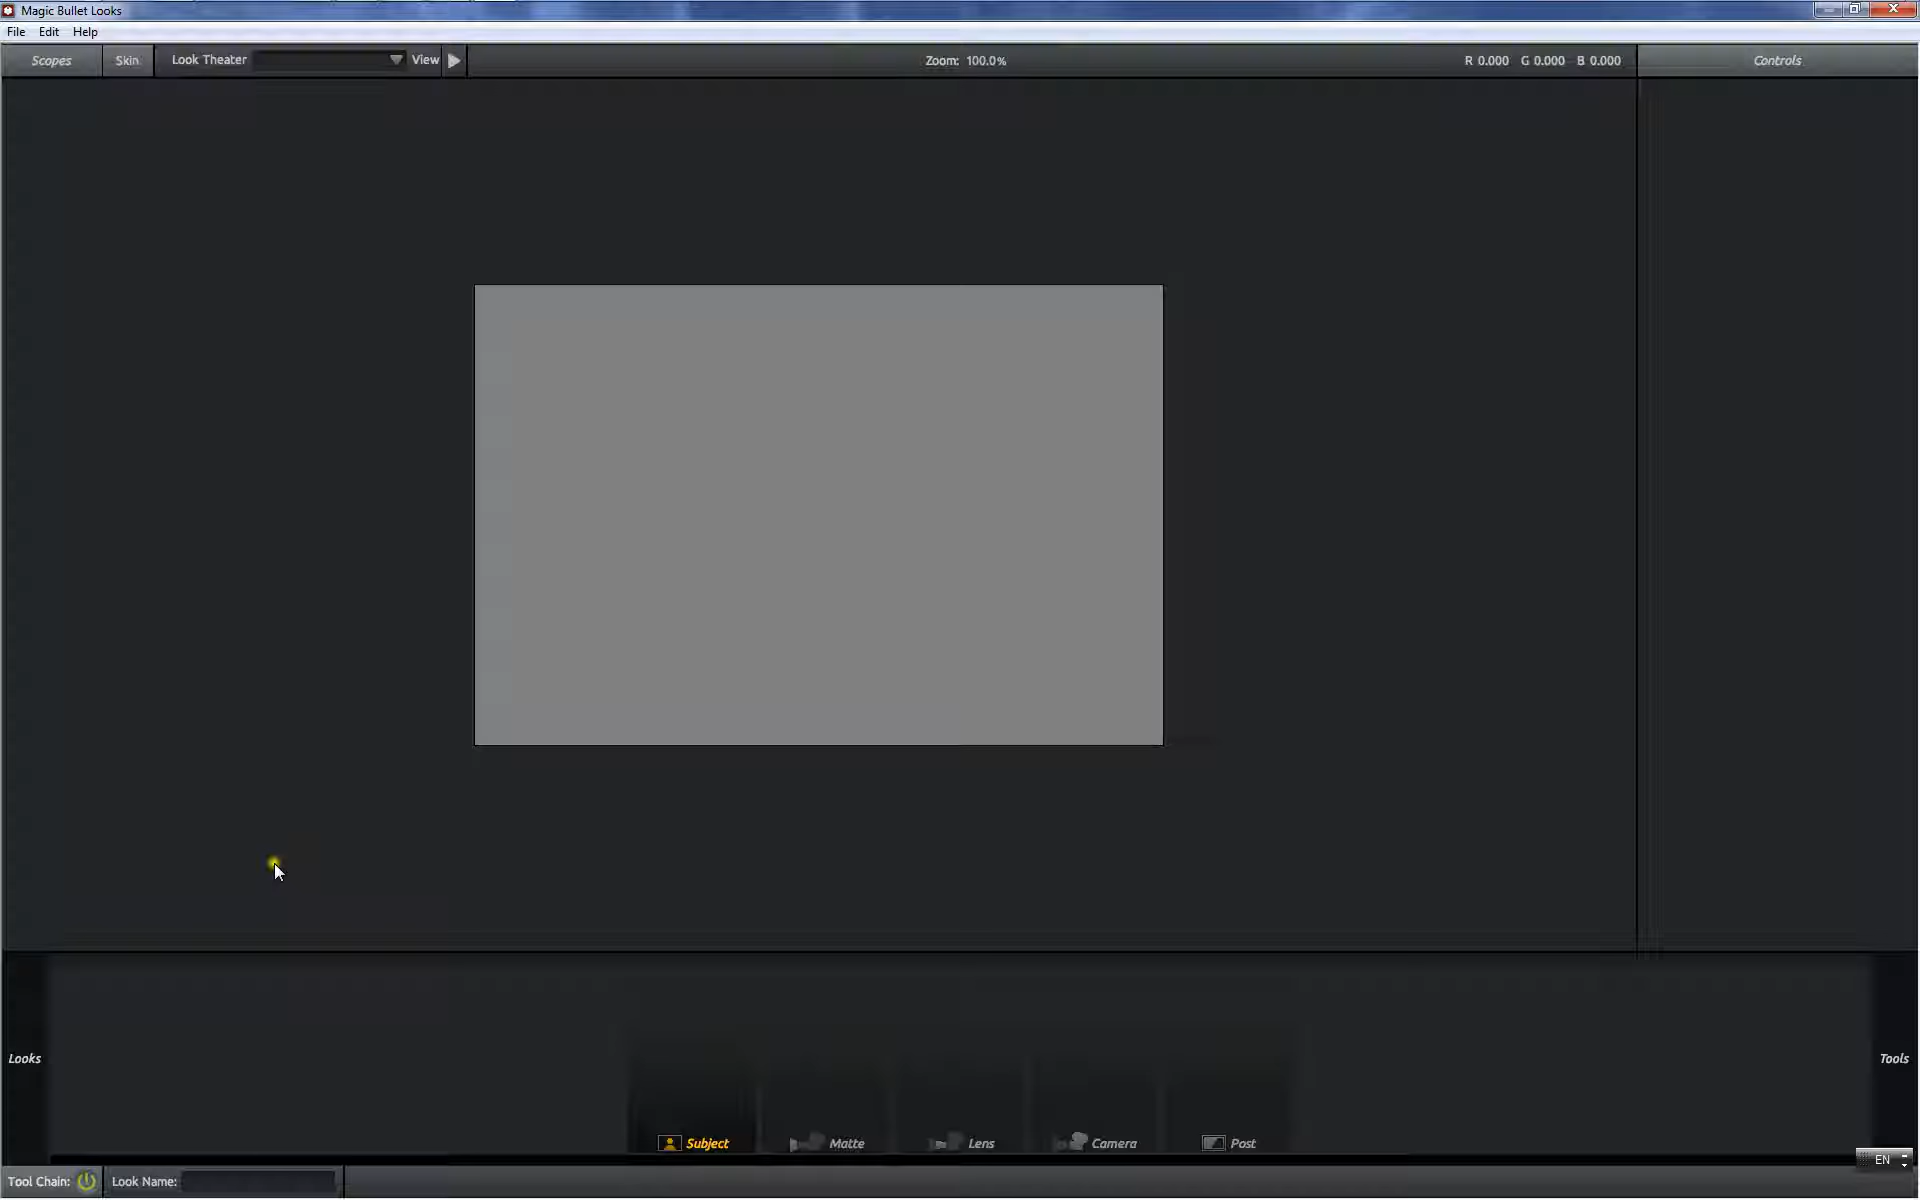 Magic Bullet Looks
File Edit Help
Scopes Skin Look Theater View Zoom: 100.0% R 0.000 G 0.000 B 0.000 Controls
Looks Tools
Subject Matte Lens Camera Post
EN
Tool Chain: Look Name: